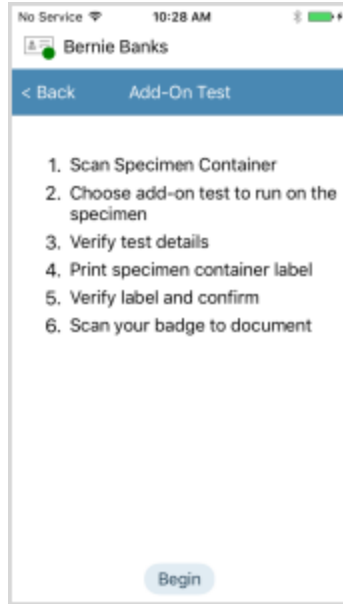 No Service 10:28 AM
Bernie Banks
< Back Add-On Test
1. Scan Specimen Container
2. Choose add-on test to run on the
specimen
3. Verify test details
4. Print specimen container label
5. Verify label and confirm
6. Scan your badge to document
Begin